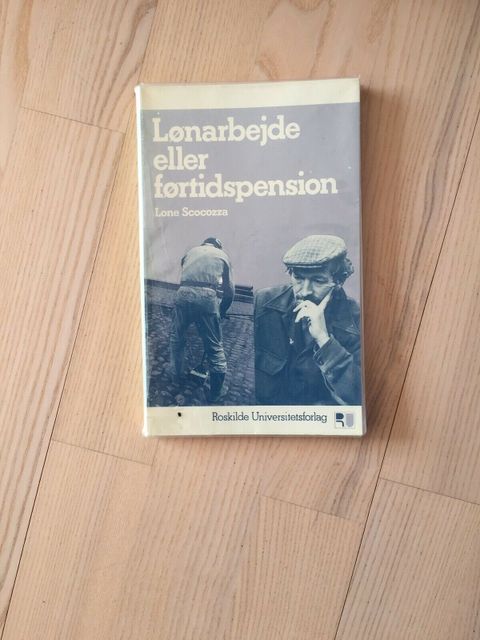 Lønarbejde
eller
førtidspension
Lone Scocozza
Roskilde Universitetsforlag
RU